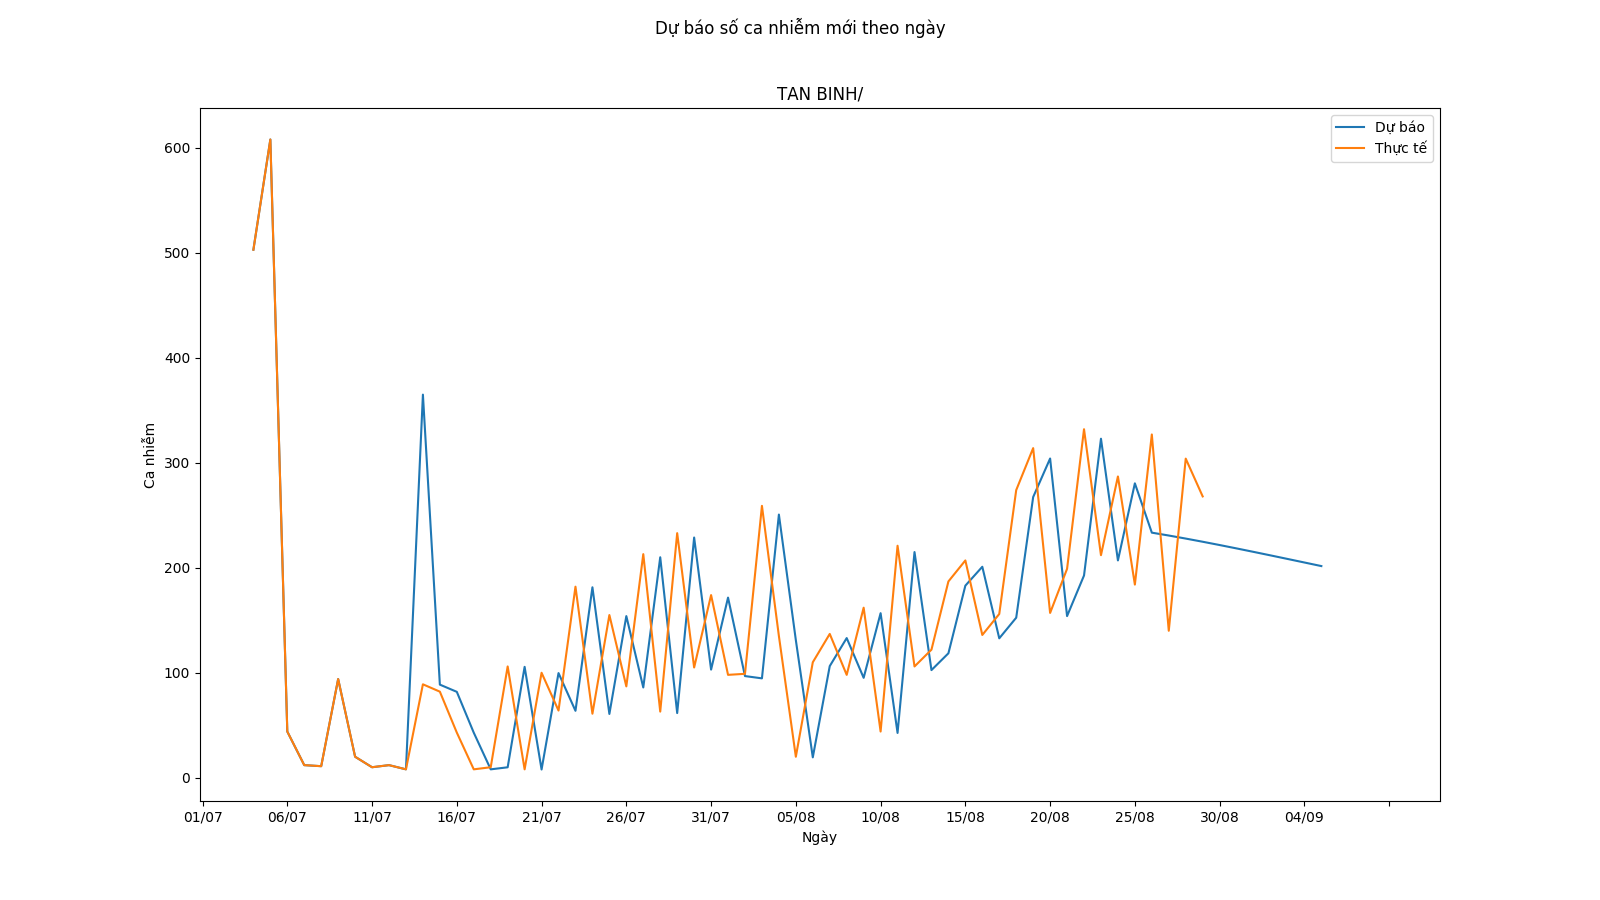 Dự báo số ca nhiễm mới theo ngày
TAN BINH/
Dự báo
Thực tế
600
500
400
300
200
100
0
Ca nhiễm
01/07 06/07 11/07 16/07 21/07 26/07 31/07 05/08 10/08 15/08 20/08 25/08 30/08 04/09
Ngày